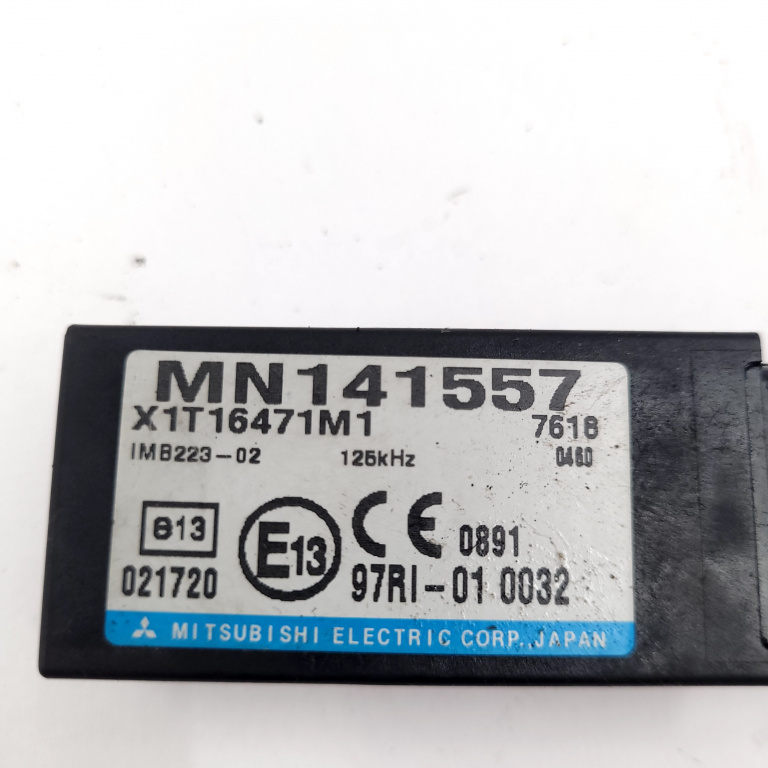 MN141557
X1T16471M1 7618
IMB223-02 125kHz 0460
e13 E13 CE 0891
021720 97RI-01 0032
MITSUBISHI ELECTRIC CORP., JAPAN